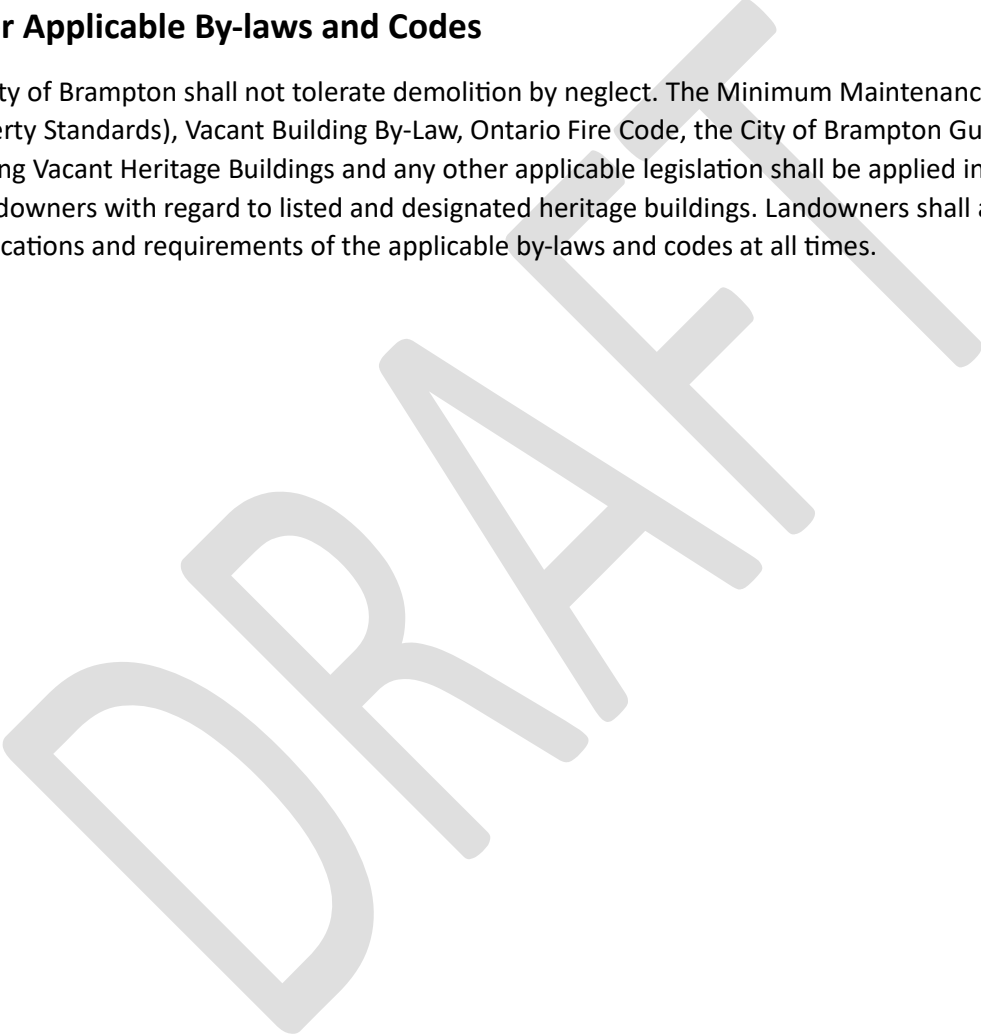 r Applicable By-laws and Codes
ty of Brampton shall not tolerate demolition by neglect. The Minimum Maintenanc
erty Standards), Vacant Building By-Law, Ontario Fire Code, the City of Brampton Gu
ng Vacant Heritage Buildings and any other applicable legislation shall be applied in
downers with regard to listed and designated heritage buildings. Landowners shall a
cations and requirements of the applicable by-laws and codes at all times.
DRAFT